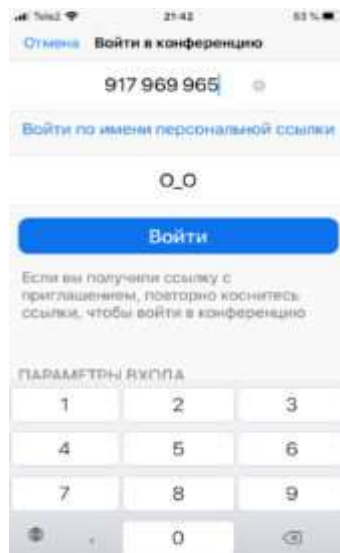 Tele2 21:42 53 %
Отмена Войти в конференцию
917 969 965
Войти по имени персональной ссылки
O_O
Войти
Если вы получили ссылку с
приглашением, повторно коснитесь
ссылки, чтобы войти в конференцию
ПАРАМЕТРЫ ВХОДА
1 2 3
4 5 6
7 8 9
, 0